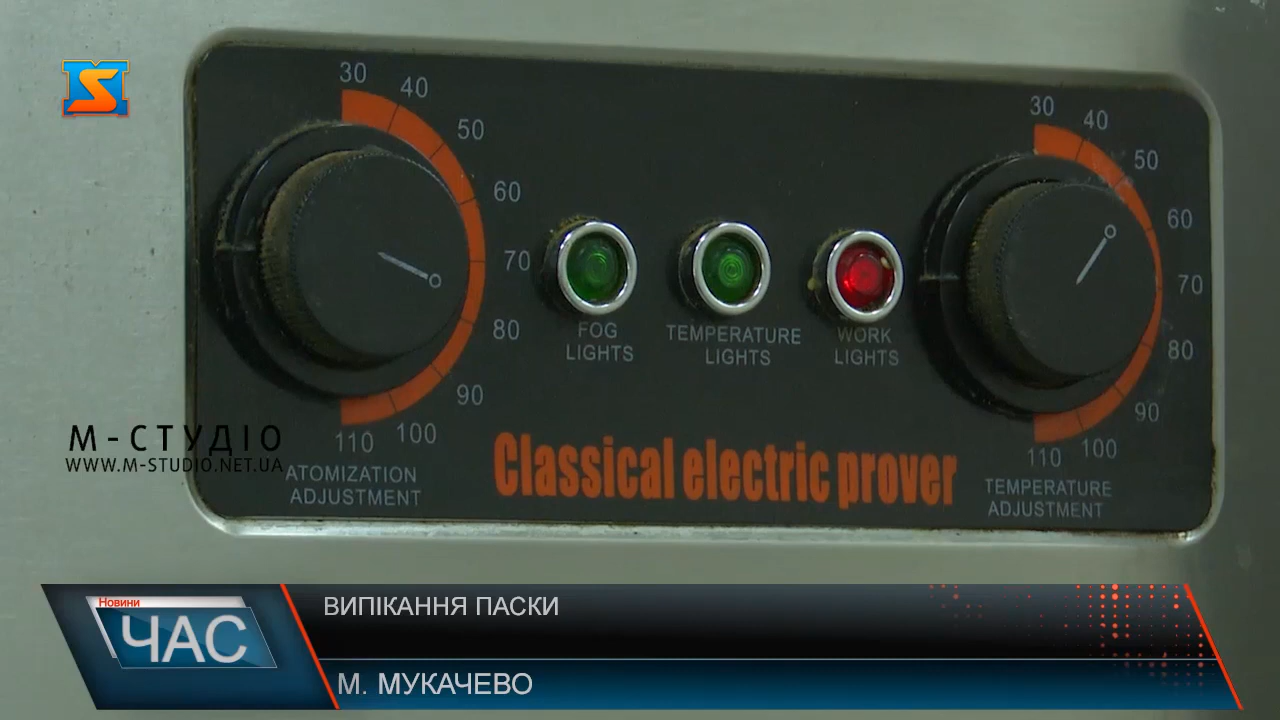 30
40
50
60
70
80
90
100
110
ATOMIZATION
ADJUSTMENT
FOG
LIGHTS
TEMPERATURE
LIGHTS
WORK
LIGHTS
Classical electric prover
30
40
50
60
70
80
90
100
110
TEMPERATURE
ADJUSTMENT
М-СТУДІО
WWW.M-STUDIO.NET.UA
Новини
ЧАС
ВИПІКАННЯ ПАСКИ
М. МУКАЧЕВО